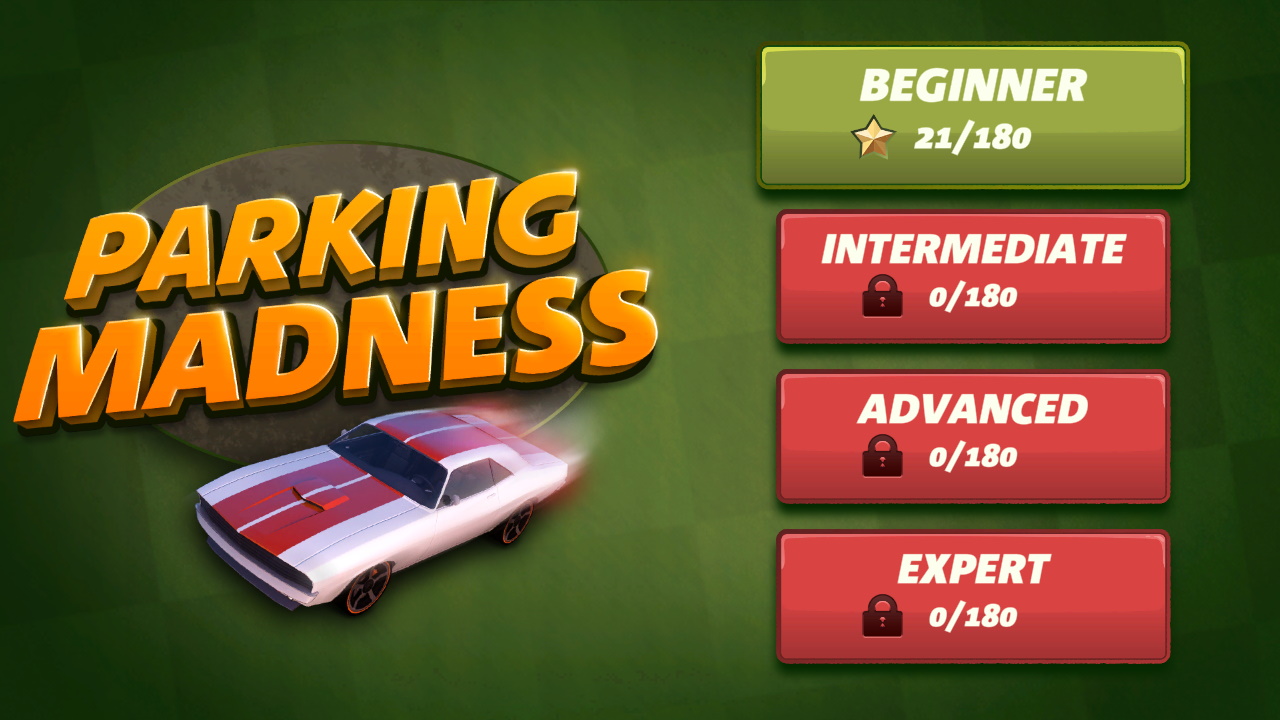 PARKING
MADNESS
BEGINNER
21/180
INTERMEDIATE
0/180
ADVANCED
0/180
EXPERT
0/180